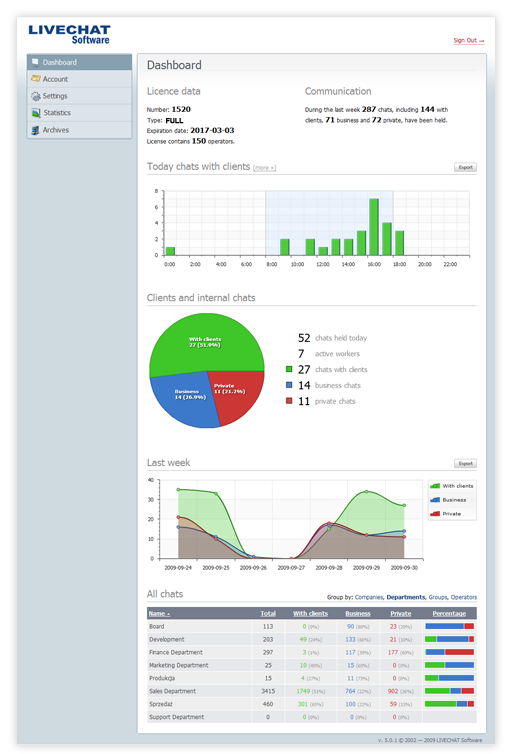 LIVECHAT
Software
Sign Out →
Dashboard
Account
Settings
Statistics
Archives
Dashboard
Licence data
Number: 1520
Type: FULL
Expiration date: 2017-03-03
License contains 150 operators.
Communication
During the last week 287 chats, including 144 with
clients, 71 business and 72 private, have been held.
Today chats with clients [more »]
Export
8
6
4
2
0
0:00 2:00 4:00 6:00 8:00 10:00 12:00 14:00 16:00 18:00 20:00 22:00
Clients and internal chats
With clients
27 (51.9%)
Business
14 (26.9%)
Private
11 (21.2%)
52 chats held today
7 active workers
27 chats with clients
14 business chats
11 private chats
Last week
Export
40
30
20
10
0
2009-09-24 2009-09-25 2009-09-26 2009-09-27 2009-09-28 2009-09-29 2009-09-30
With clients
Business
Private
All chats
Group by: Companies, Departments, Groups, Operators
Name Total With clients Business Private Percentage
Board 113 0 (0%) 90 (80%) 23 (20%)
Development 203 49 (24%) 133 (66%) 21 (10%)
Finance Department 297 3 (1%) 117 (39%) 177 (60%)
Marketing Department 25 10 (40%) 15 (60%) 0 (0%)
Produkcja 15 4 (27%) 11 (73%) 0 (0%)
Sales Department 3415 1749 (51%) 764 (22%) 902 (26%)
Sprzedaż 460 301 (65%) 100 (22%) 59 (13%)
Support Department 0 0 (0%) 0 (0%) 0 (0%)
v. 5.0.1 © 2002 — 2009 LIVECHAT Software